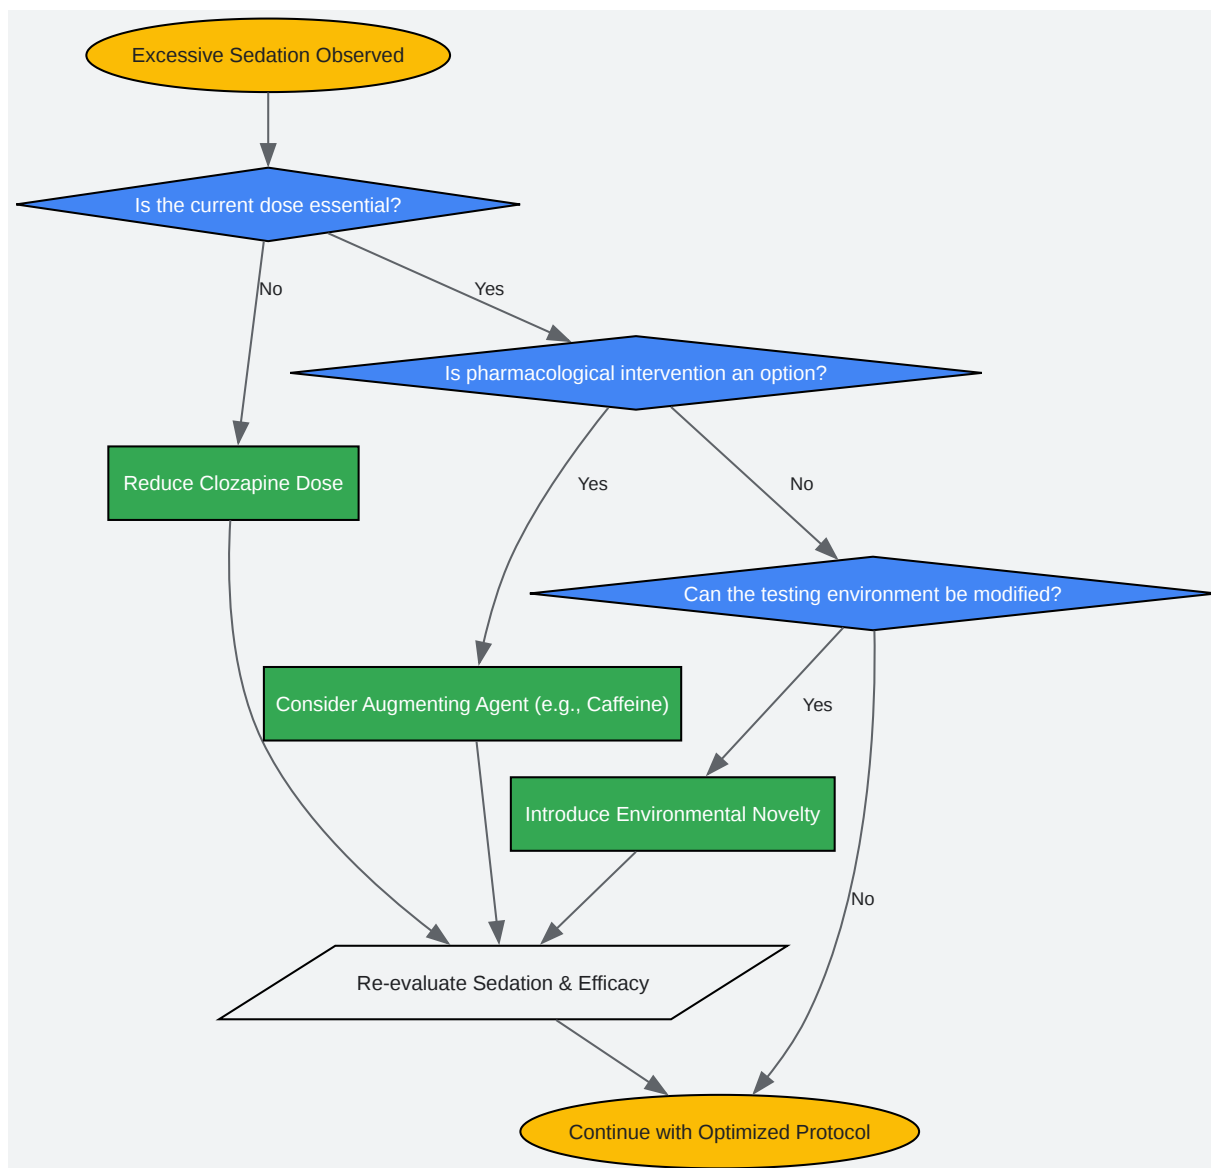 Excessive Sedation Observed
Is the current dose essential?
No
Yes
Is pharmacological intervention an option?
Reduce Clozapine Dose
Yes
No
Can the testing environment be modified?
Consider Augmenting Agent (e.g., Caffeine)
Yes
Introduce Environmental Novelty
No
Re-evaluate Sedation & Efficacy
Continue with Optimized Protocol